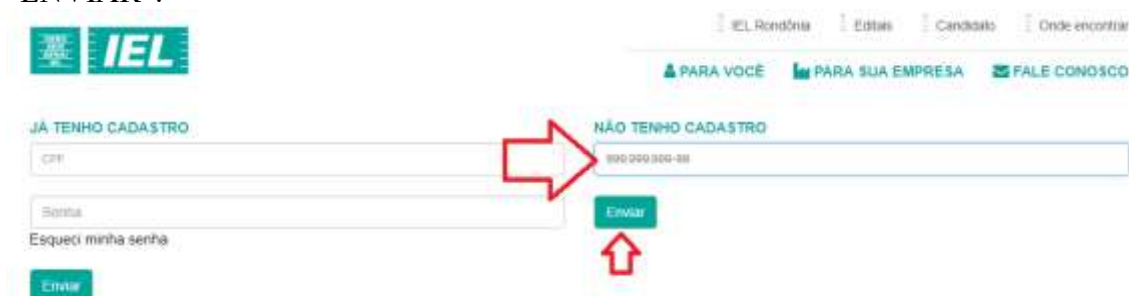 ENVIAR".
IEL
IEL Rondônia Editais Candidato Onde encontrar
PARA VOCÊ PARA SUA EMPRESA FALE CONOSCO
JÁ TENHO CADASTRO
CPF
Senha
Esqueci minha senha
Enviar
NÃO TENHO CADASTRO
999.999.999-99
Enviar